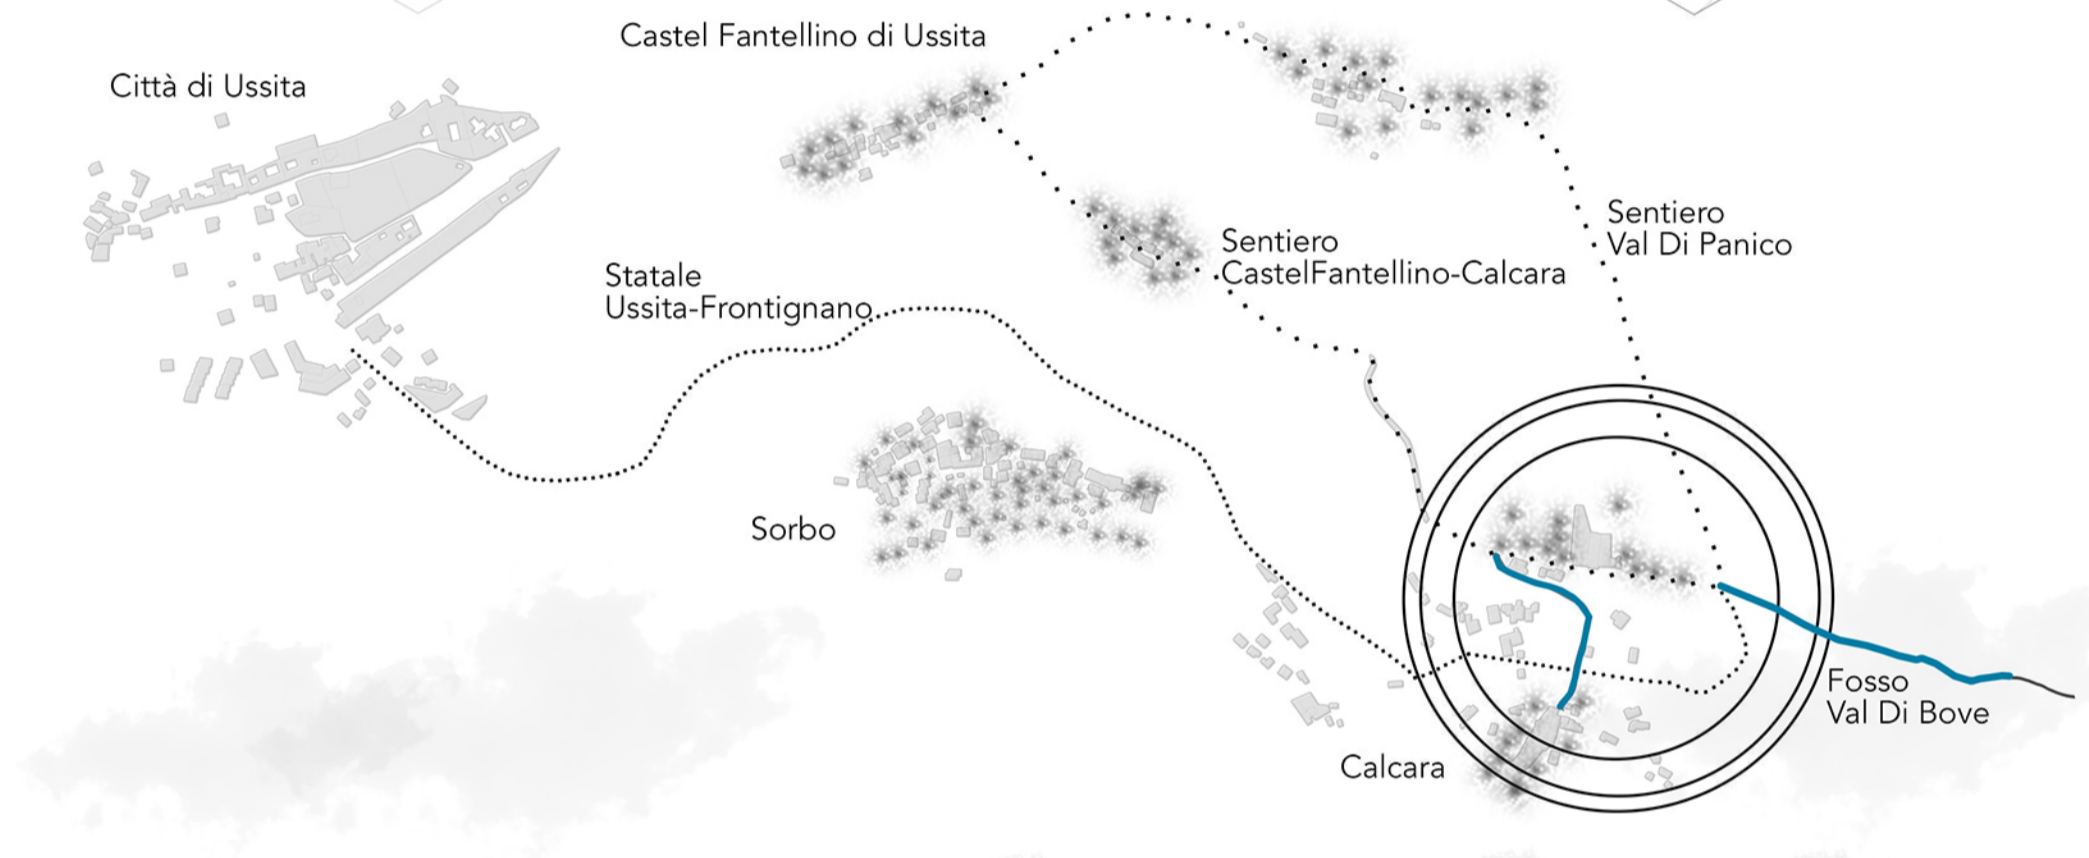 Castel Fantellino di Ussita
Città di Ussita
Sentiero
Val Di Panico
Sentiero
CastelFantellino-Calcara
Statale
Ussita-Frontignano
Sorbo
Fosso
Val Di Bove
Calcara